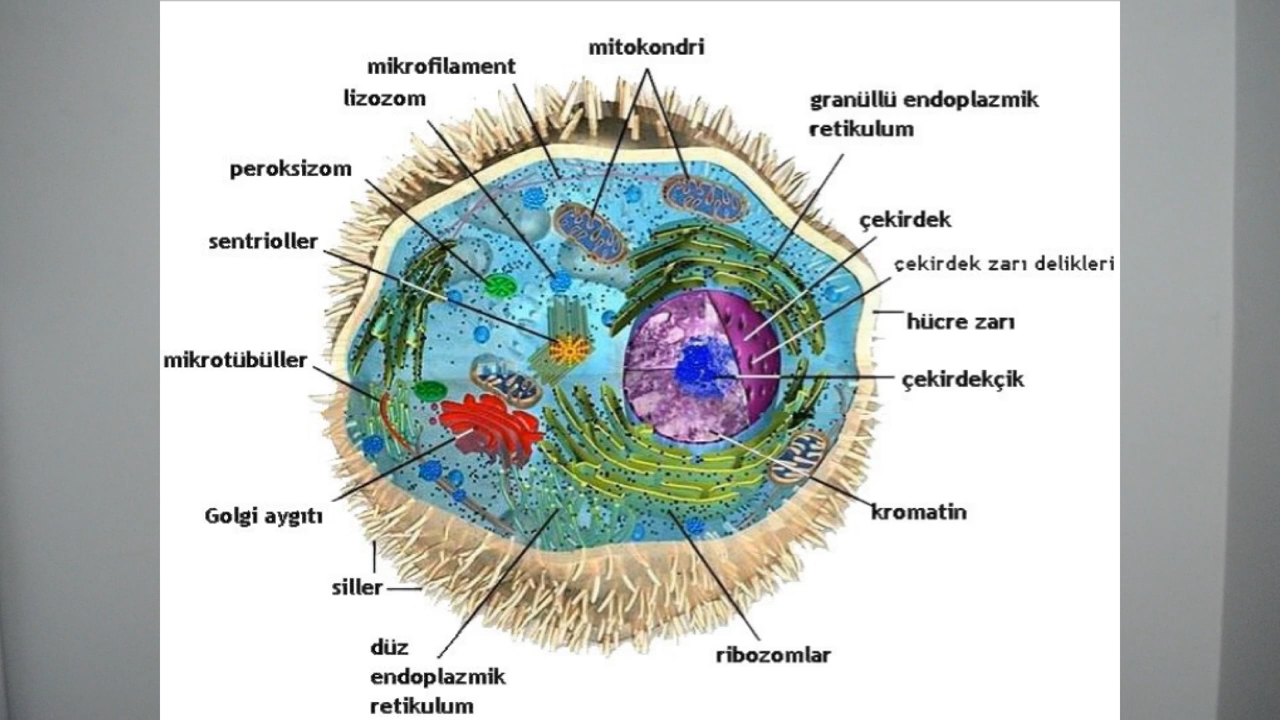 mitokondri
mikrofilament
lizozom
granüllü endoplazmik
retikulum
peroksizom
çekirdek
sentrioller
çekirdek zarı delikleri
hücre zarı
mikrotübüller
çekirdekçik
Golgi aygıtı
kromatin
siller
düz
endoplazmik
retikulum
ribozomlar